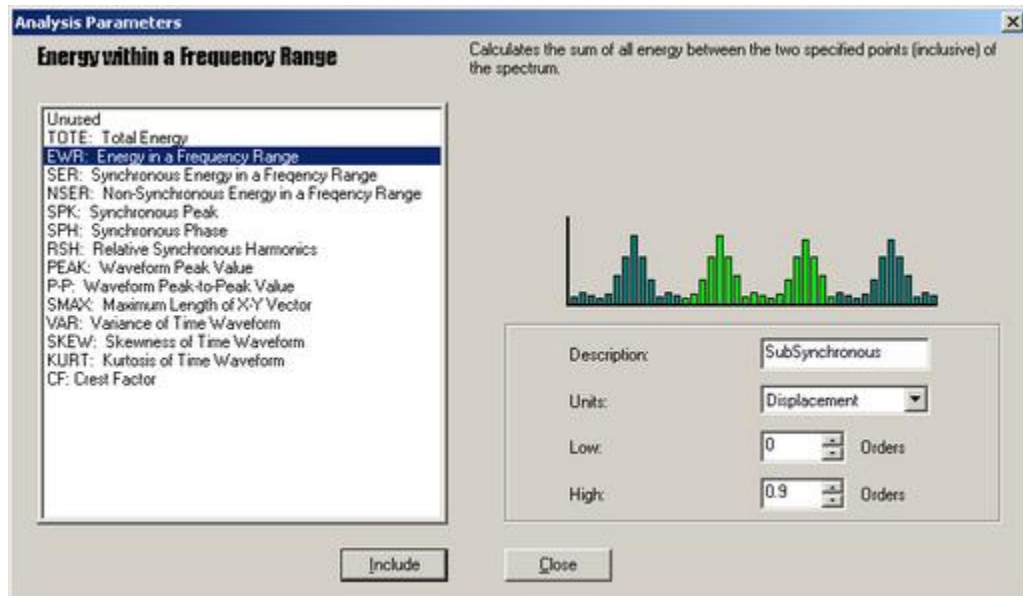 Analysis Parameters
Energy within a Frequency Range
Calculates the sum of all energy between the two specified points (inclusive) of
the spectrum.
Unused
TOTE: Total Energy
EWR: Energy in a Frequency Range
SER: Synchronous Energy in a Freqency Range
NSER: Non-Synchronous Energy in a Freqency Range
SPK: Synchronous Peak
SPH: Synchronous Phase
RSH: Relative Synchronous Harmonics
PEAK: Waveform Peak Value
P-P: Waveform Peak-to-Peak Value
SMAX: Maximum Length of X-Y Vector
VAR: Variance of Time Waveform
SKEW: Skewness of Time Waveform
KURT: Kurtosis of Time Waveform
CF: Crest Factor
Description: SubSynchronous
Units: Displacement
Low: 0 Orders
High: 0.9 Orders
Include Close